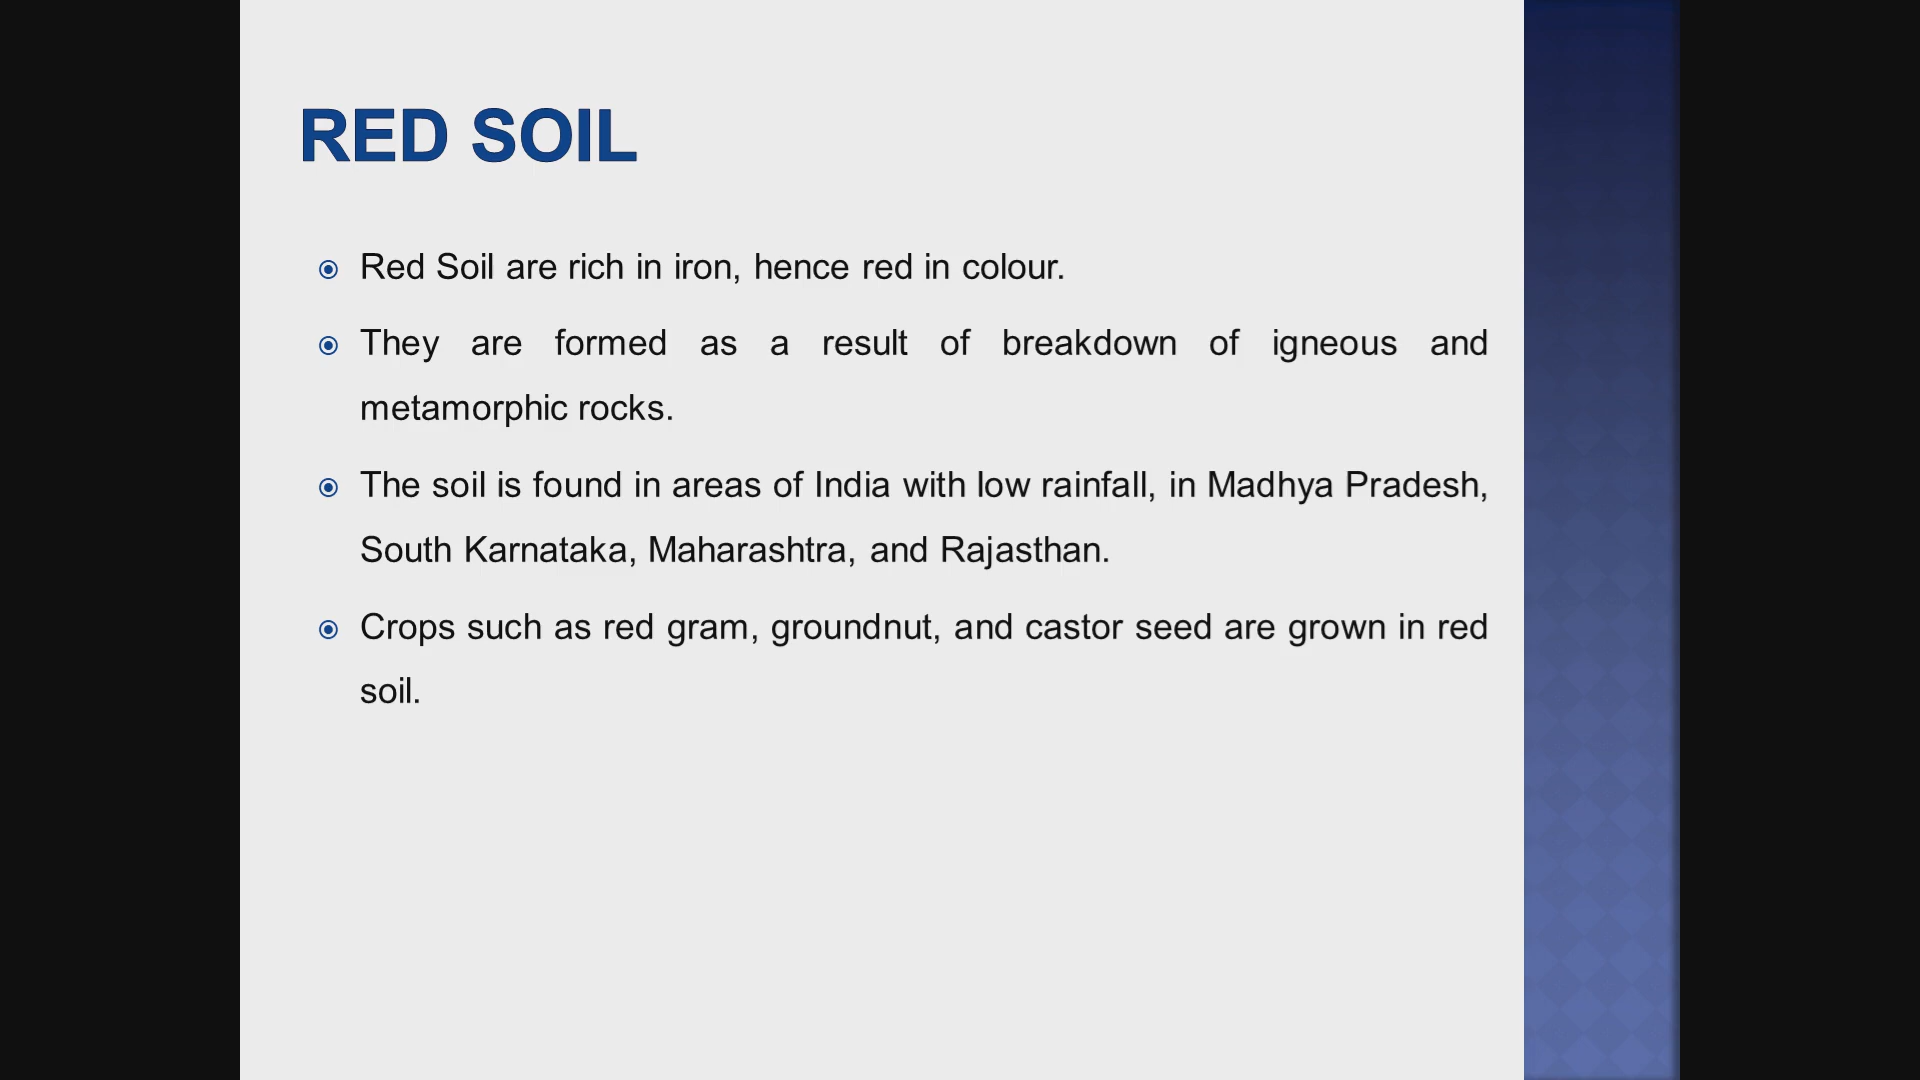 RED SOIL
Red Soil are rich in iron, hence red in colour.
They are formed as a result of breakdown of igneous and
metamorphic rocks.
The soil is found in areas of India with low rainfall, in Madhya Pradesh,
South Karnataka, Maharashtra, and Rajasthan.
Crops such as red gram, groundnut, and castor seed are grown in red
soil.